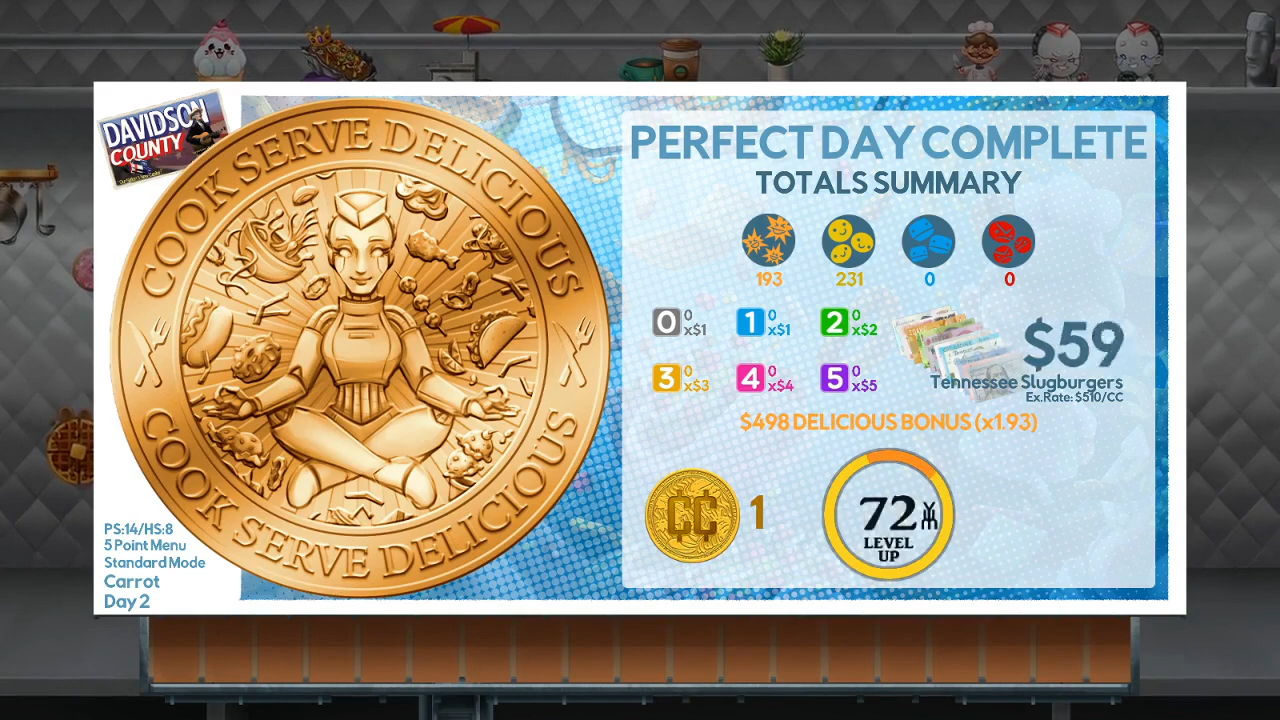 DAVIDSON
COUNTY
COOK SERVE DELICIOUS
COOK SERVE DELICIOUS
PS:14/HS:8
5 Point Menu
Standard Mode
Carrot
Day 2
PERFECT DAY COMPLETE
TOTALS SUMMARY
193 231 0 0
0 0 x$1
1 0 x$1
2 0 x$2
3 0 x$3
4 0 x$4
5 0 x$5
$59
Tennessee Slugburgers
Ex.Rate: $510/CC
$498 DELICIOUS BONUS (x1.93)
CC 1
72
LEVEL
UP